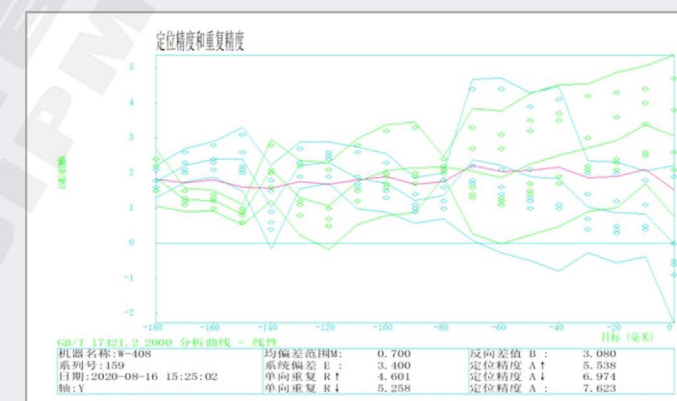 定位精度和重复精度
5
4
3
2
1
0
-1
-2
-180 -160 -140 -120 -100 -80 -60 -40 -20 0
目标 (毫米)
GB/T 17421.2 2000 分析曲线 - 线性
机器名称:W-408 均偏差范围M: 0.700 反向差值 B : 3.080
系列号:159 系统偏差 E : 3.400 定位精度 A↑ 5.538
日期:2020-08-16 15:25:02 单向重复 R↑ 4.601 定位精度 A↓ 6.974
轴:Y 单向重复 R↓ 5.258 定位精度 A : 7.623